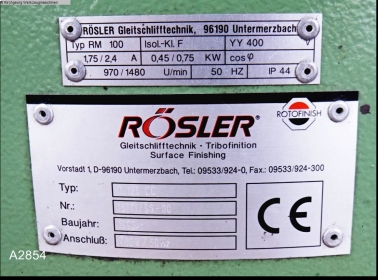 RÖSLER Gleitschlifftechnik, 96190 Untermerzbach
Typ RM 100 Isol.-Kl. F YY 400 V
1,75/2,4 A 0,45/0,75 KW cos φ
970/1480 U/min 50 HZ IP 44
RÖSLER
ROTOFINISH
Gleitschlifftechnik · Tribofinition
Surface Finishing
Vorstadt 1, D-96190 Untermerzbach, Tel.: 09533/924-0, Fax.: 09533/924-300
Typ:
Nr.:
Baujahr:
Anschluß:
CE
A2854